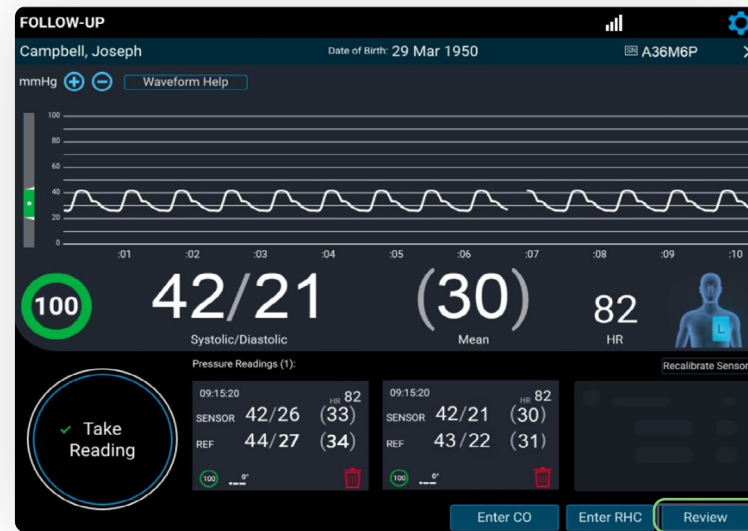 FOLLOW-UP
Campbell, Joseph Date of Birth: 29 Mar 1950 SN A36M6P
mmHg Waveform Help
100
80
60
40
20
0
:01 :02 :03 :04 :05 :06 :07 :08 :09 :10
100 42/21 (30) 82 L
Systolic/Diastolic Mean HR
Pressure Readings (1): Recalibrate Sensor
Take Reading
09:15:20 HR 82
SENSOR 42/26 (33)
REF 44/27 (34)
100 -.--0°
09:15:20 HR 82
SENSOR 42/21 (30)
REF 43/22 (31)
100 -.--0°
Enter CO Enter RHC Review